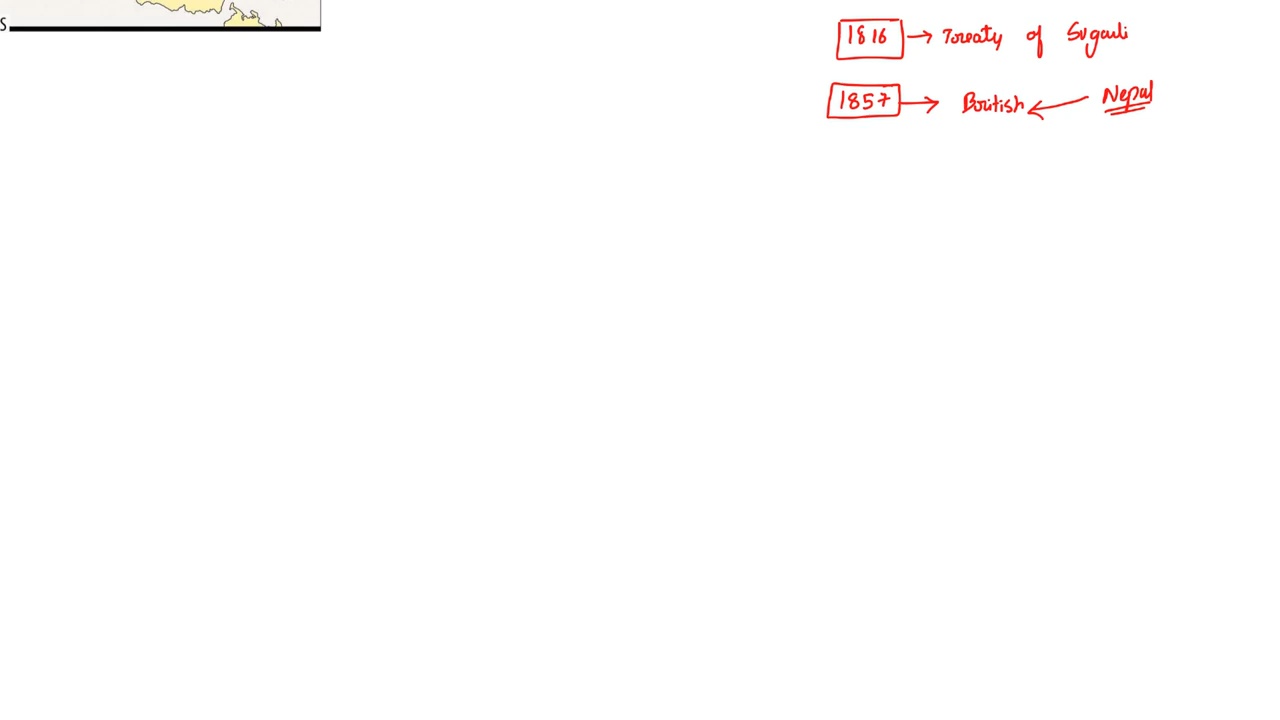 S
1816 → Treaty of Sugauli
1857 → British ← Nepal